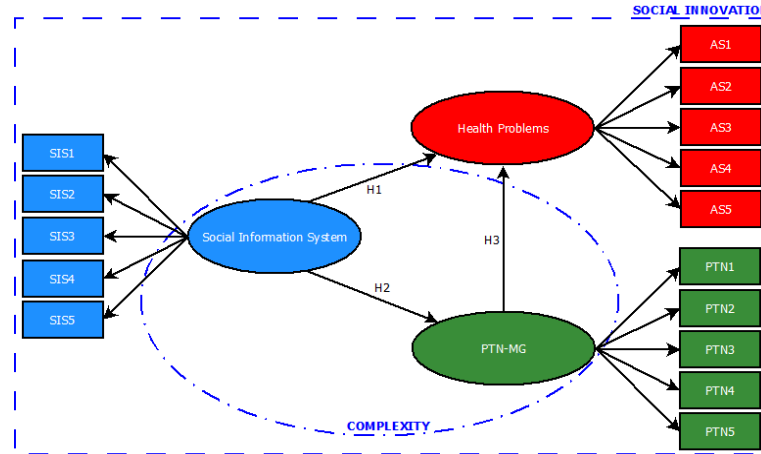 SOCIAL INNOVATION
AS1
AS2
AS3
AS4
AS5
Health Problems
SIS1
SIS2
SIS3
SIS4
SIS5
H1
Social Information System
H3
H2
PTN-MG
PTN1
PTN2
PTN3
PTN4
PTN5
COMPLEXITY